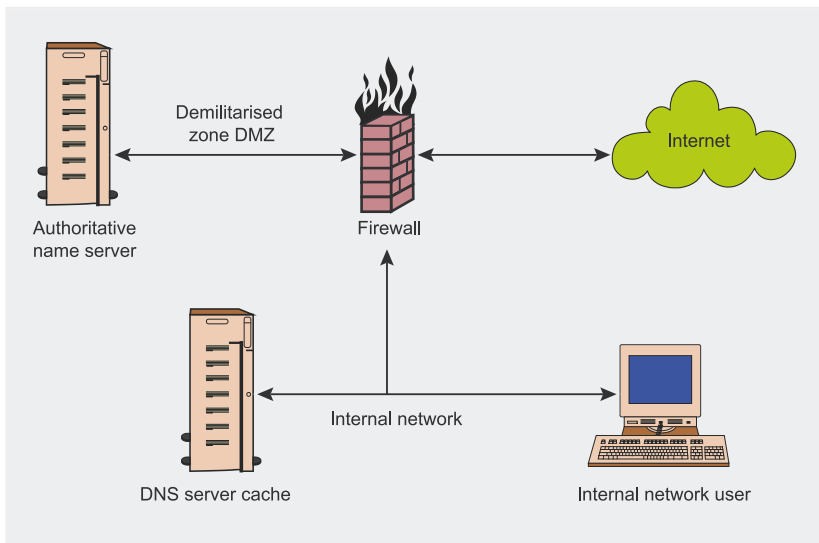 Demilitarised
zone DMZ
Internet
Authoritative
name server
Firewall
Internal network
DNS server cache
Internal network user